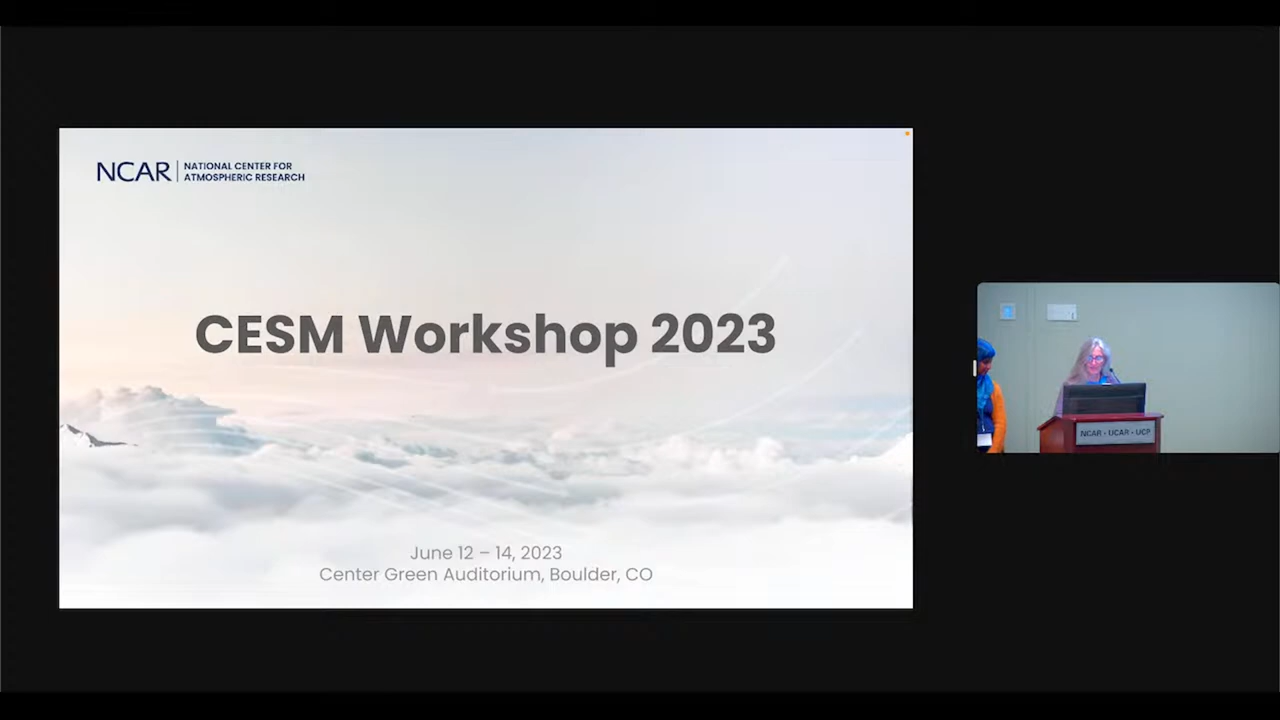 NCAR
NATIONAL CENTER FOR
ATMOSPHERIC RESEARCH
CESM Workshop 2023
June 12 – 14, 2023
Center Green Auditorium, Boulder, CO
NCAR - UCAR - UCP